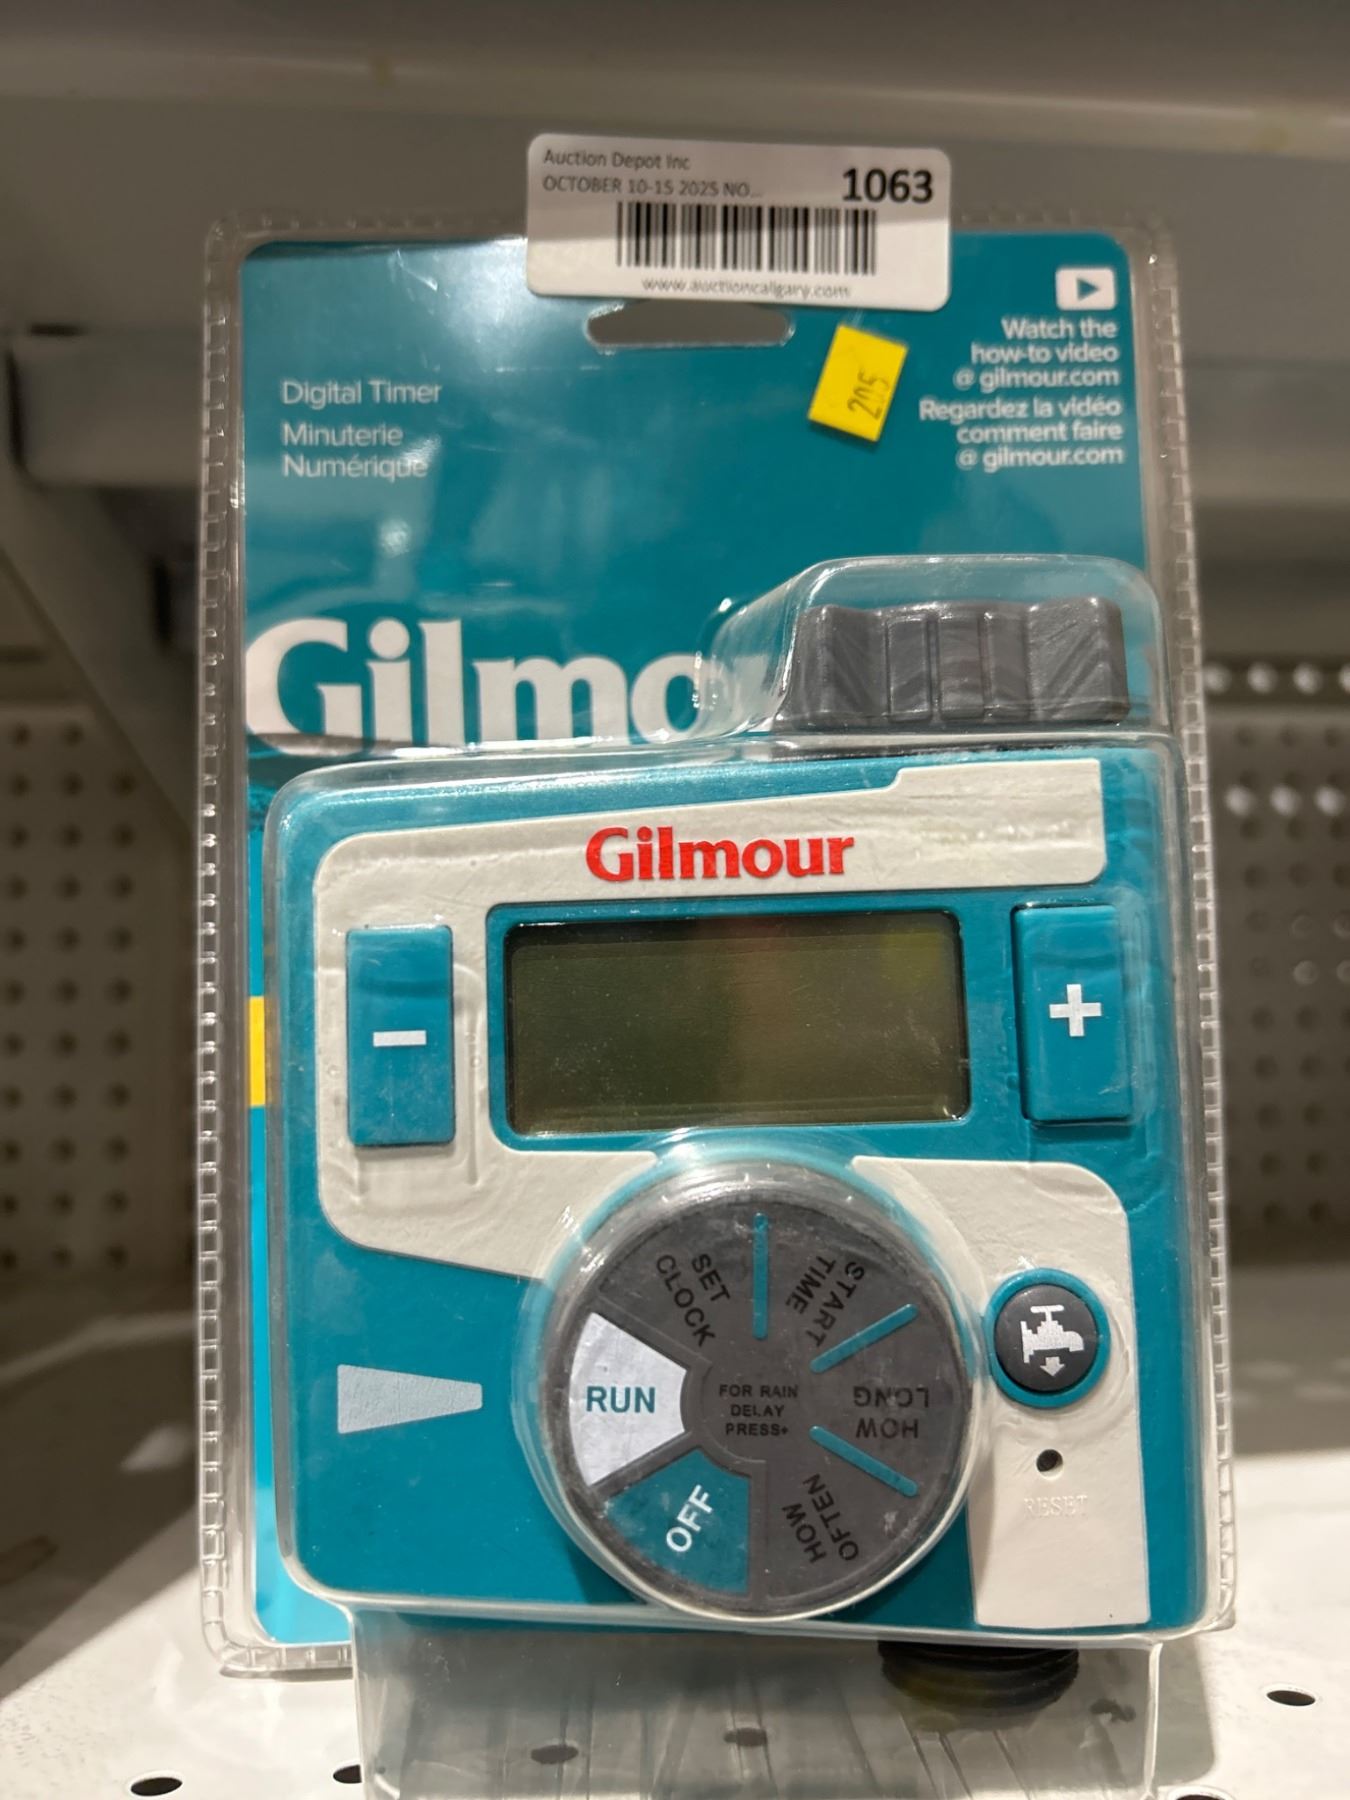 Auction Depot Inc
OCTOBER 10-15 2025 NO...
1063
www.auctioncalgary.com
205
Watch the
how-to video
@ gilmour.com
Regardez la vidéo
comment faire
@ gilmour.com
Digital Timer
Minuterie
Numérique
Gilmo
Gilmour
−
+
SET
CLOCK
START
TIME
HOW
LONG
HOW
OFTEN
OFF
RUN
FOR RAIN
DELAY
PRESS+
RESET